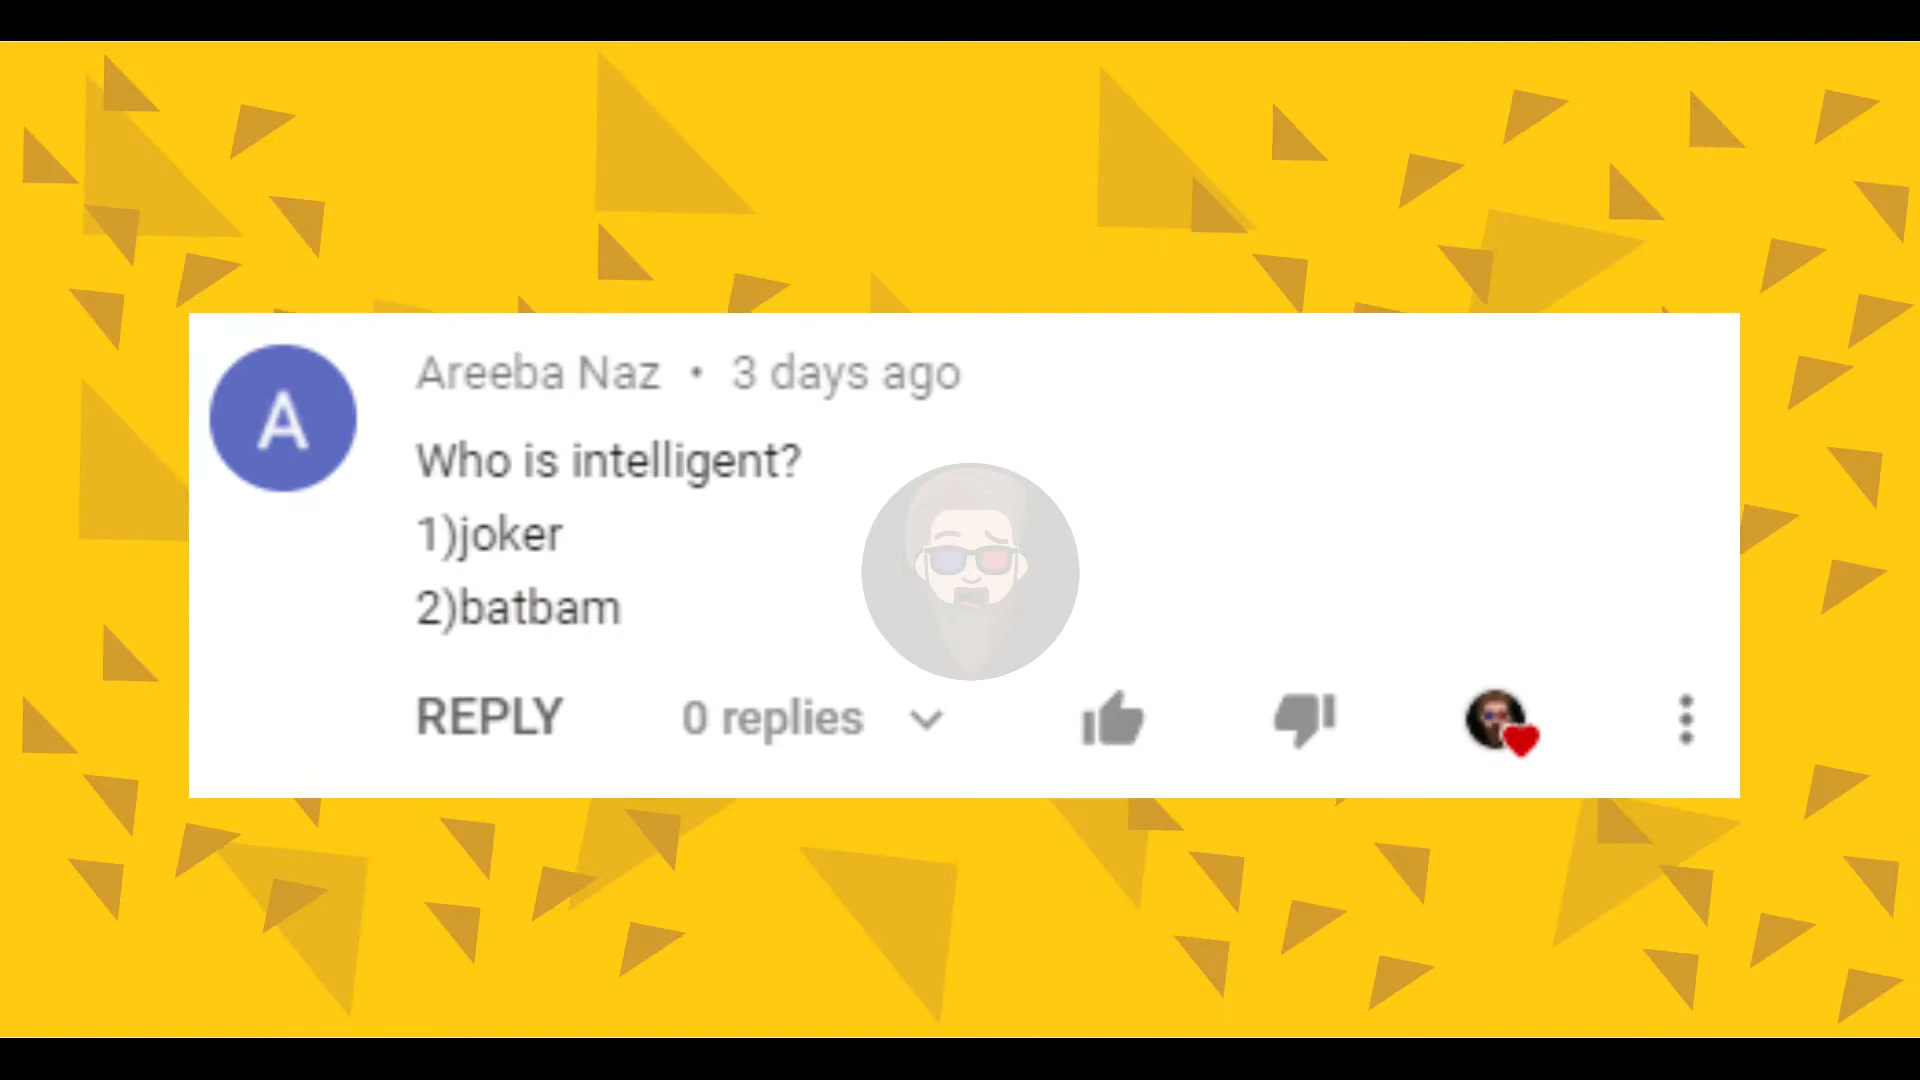 A
Areeba Naz • 3 days ago
Who is intelligent?
1)joker
2)batbam
REPLY 0 replies